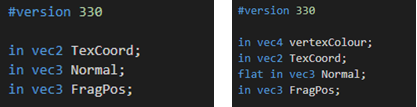 #version 330
in vec2 TexCoord;
in vec3 Normal;
in vec3 FragPos;
#version 330
in vec4 vertexColour;
in vec2 TexCoord;
flat in vec3 Normal;
in vec3 FragPos;